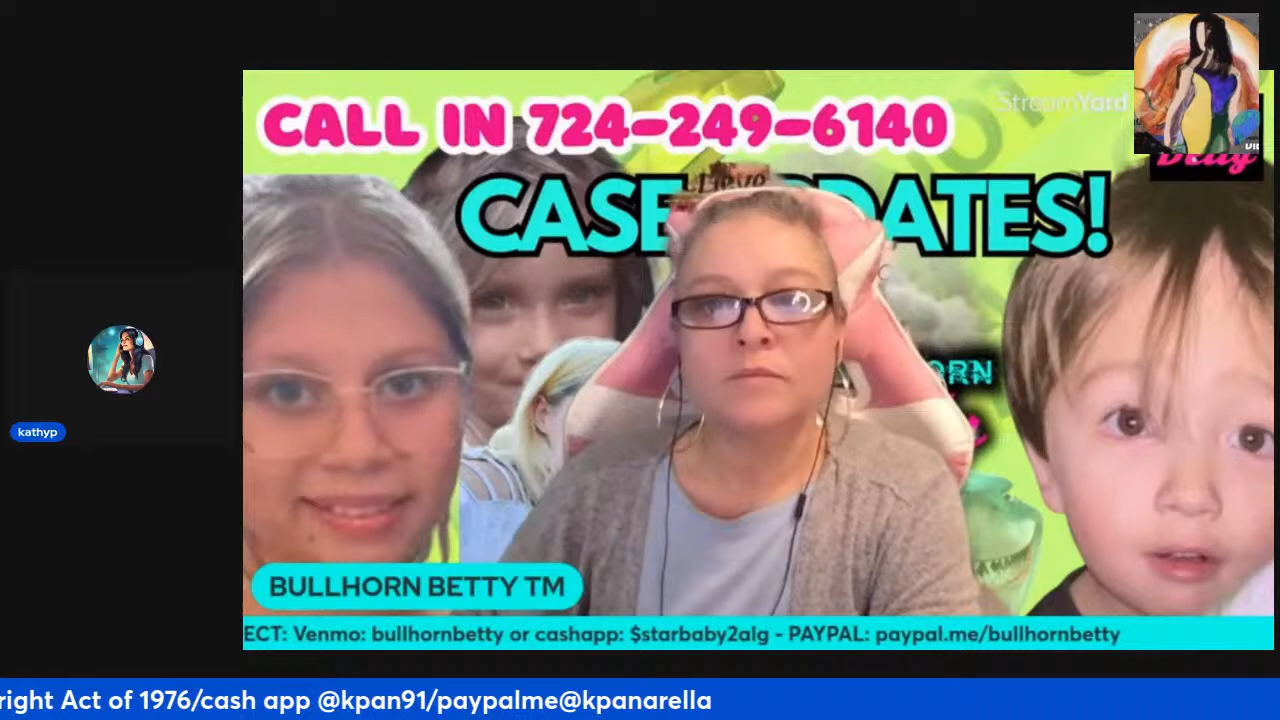 CALL IN 724-249-6140
StreamYard
Betty
CASE DATES!
kathyp
BULLHORN BETTY TM
ECT: Venmo: bullhornbetty or cashapp: $starbaby2alg - PAYPAL: paypal.me/bullhornbetty
right Act of 1976/cash app @kpan91/paypalme@kpanarella